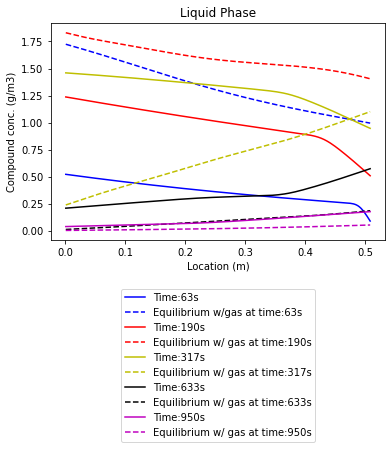 Liquid Phase
Compound conc. (g/m3)
1.75
1.50
1.25
1.00
0.75
0.50
0.25
0.00
0.0 0.1 0.2 0.3 0.4 0.5
Location (m)
Time:63s
Equilibrium w/gas at time:63s
Time:190s
Equilibrium w/ gas at time:190s
Time:317s
Equilibrium w/ gas at time:317s
Time:633s
Equilibrium w/ gas at time:633s
Time:950s
Equilibrium w/ gas at time:950s